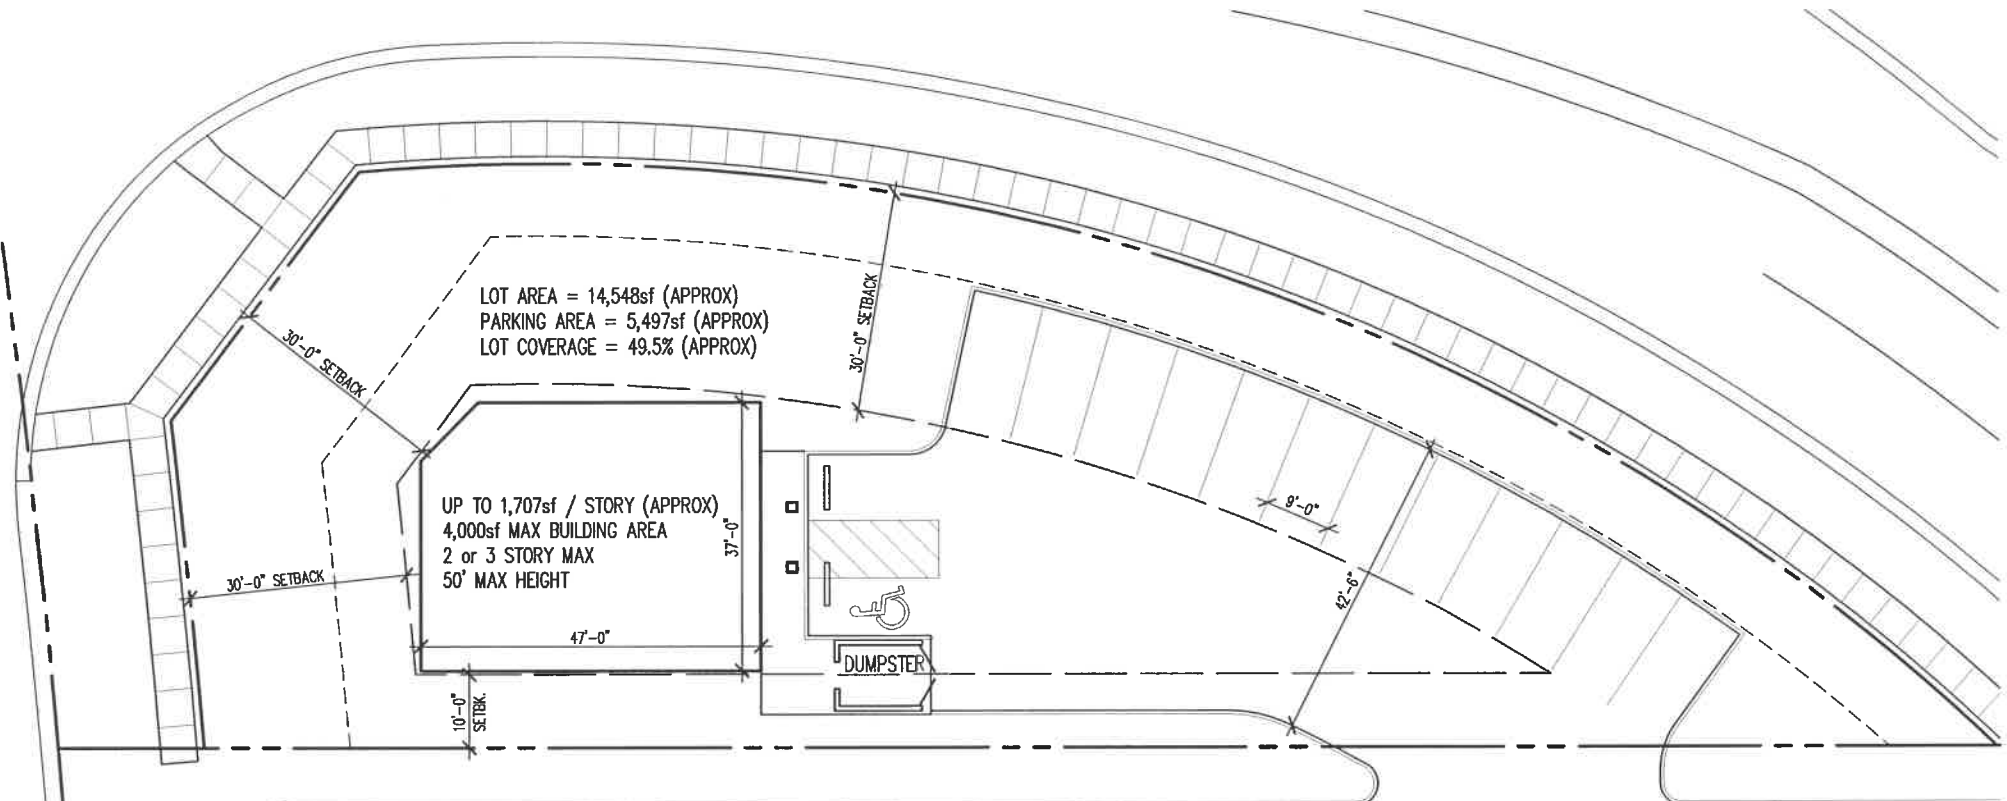 LOT AREA = 14,548sf (APPROX)
PARKING AREA = 5,497sf (APPROX)
LOT COVERAGE = 49.5% (APPROX)
30'-0" SETBACK
30'-0" SETBACK
UP TO 1,707sf / STORY (APPROX)
4,000sf MAX BUILDING AREA
2 or 3 STORY MAX
50' MAX HEIGHT
37'-0"
9'-0"
30'-0" SETBACK
42'-6"
47'-0"
DUMPSTER
10'-0"
SETBK.